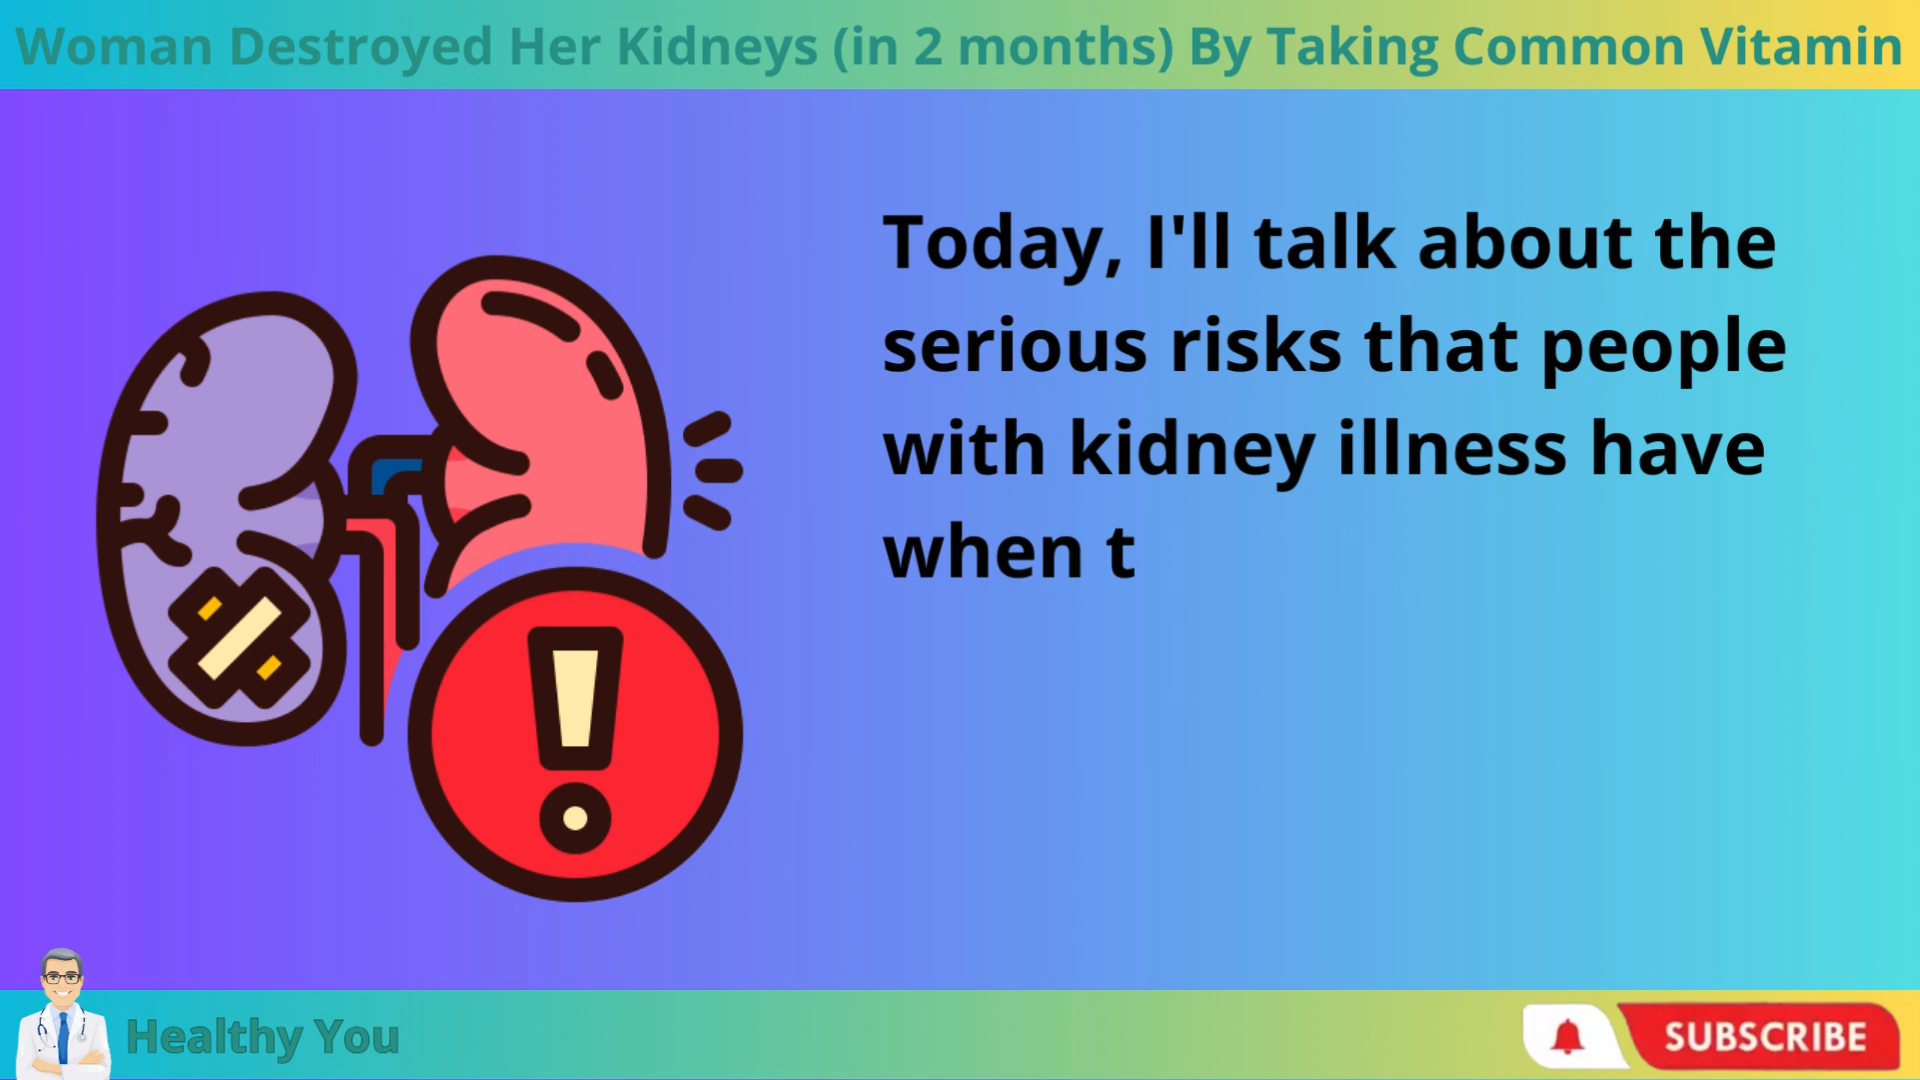 Woman Destroyed Her Kidneys (in 2 months) By Taking Common Vitamin
Today, I'll talk about the
serious risks that people
with kidney illness have
when t
Healthy You
SUBSCRIBE